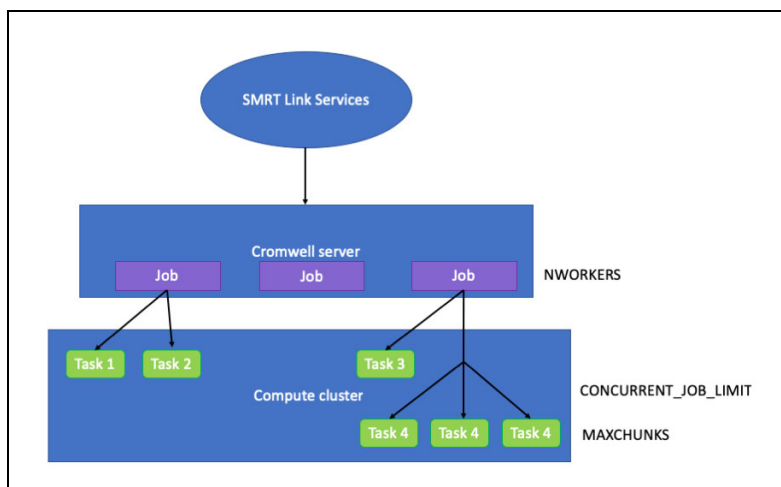 SMRT Link Services
Cromwell server
Job
Job
Job
NWORKERS
Task 1
Task 2
Task 3
Compute cluster
CONCURRENT_JOB_LIMIT
Task 4
Task 4
Task 4
MAXCHUNKS